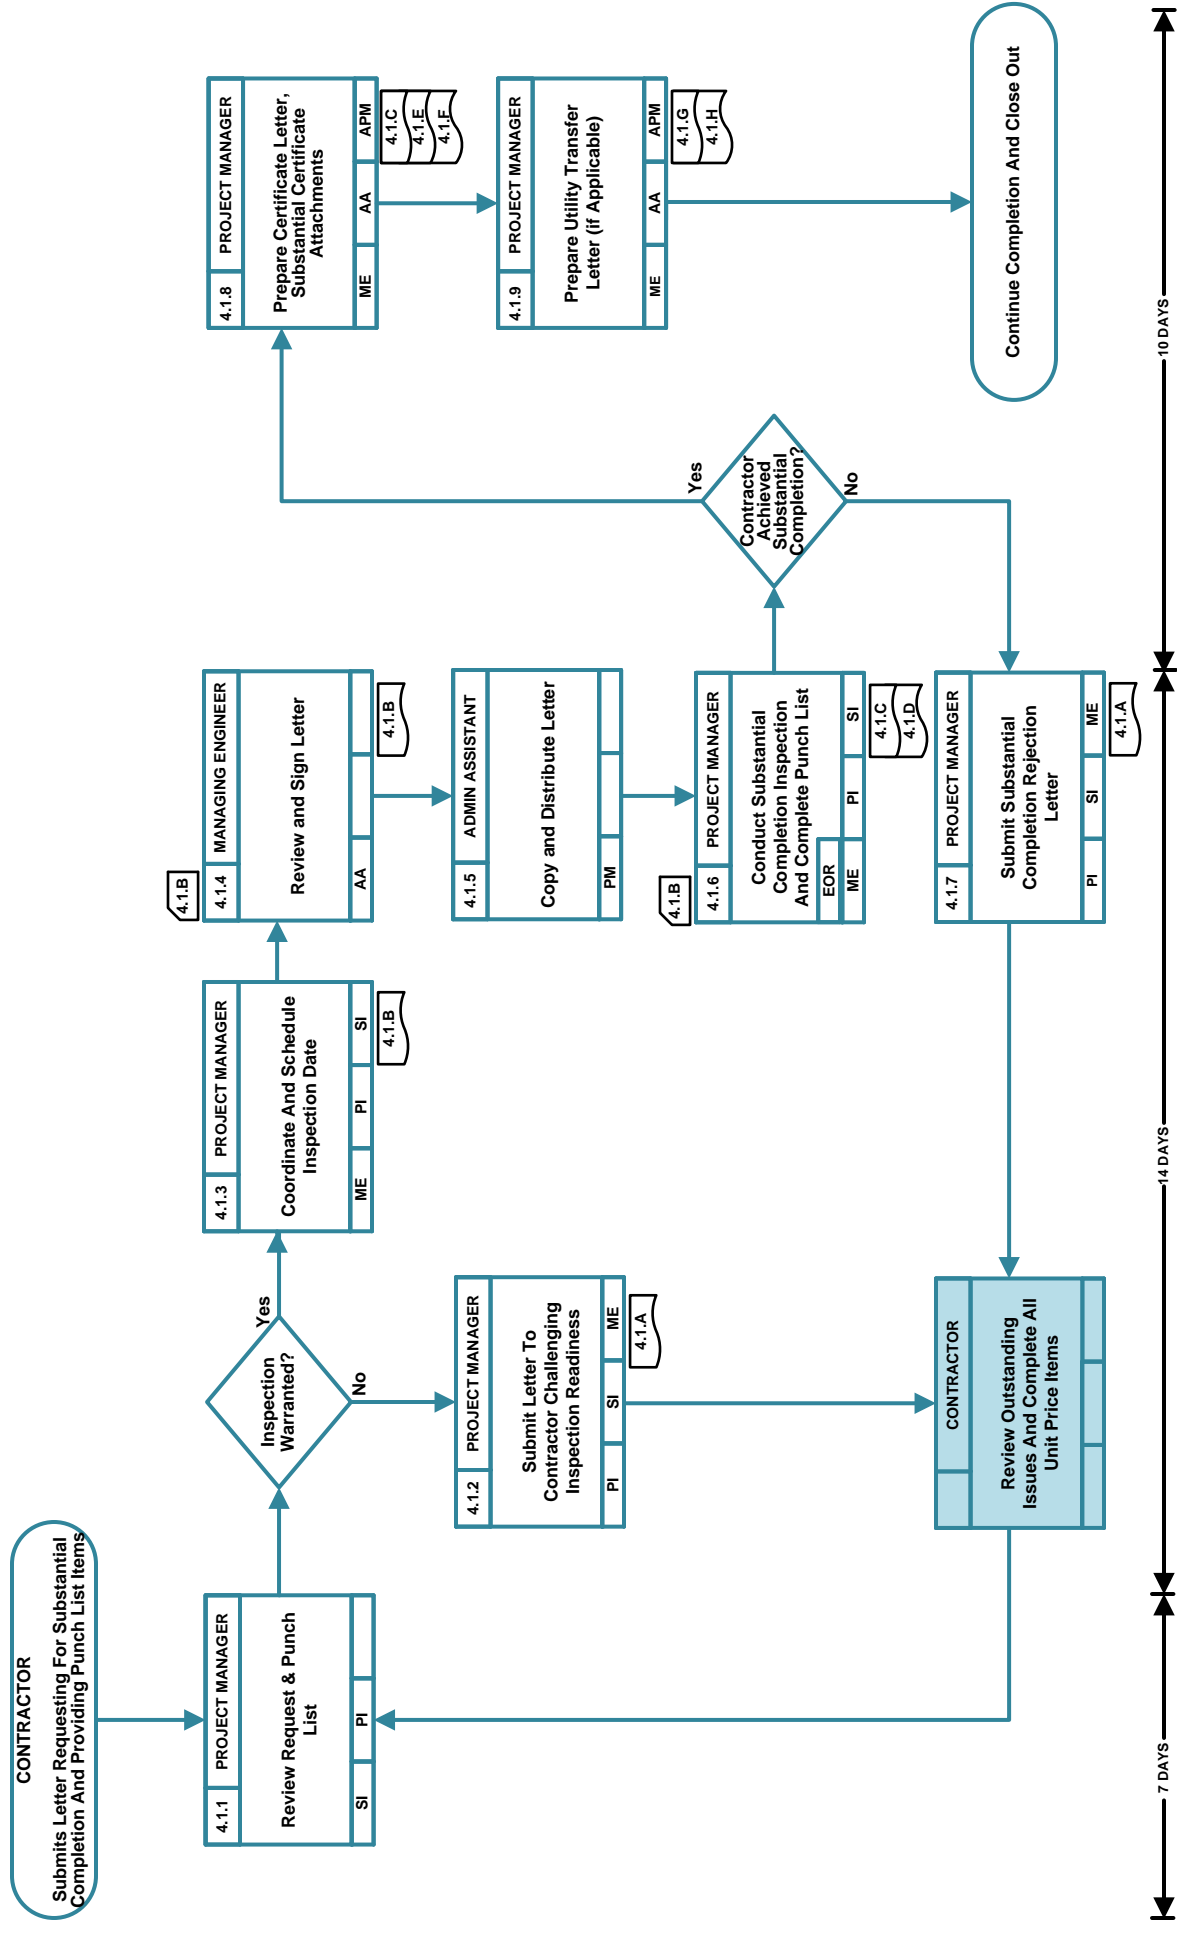 CONTRACTOR
Submits Letter Requesting For Substantial
Completion And Providing Punch List Items
4.1.1
PROJECT MANAGER
Review Request & Punch
List
SI
PI
Inspection
Warranted?
Yes
No
4.1.2
PROJECT MANAGER
Submit Letter To
Contractor Challenging
Inspection Readiness
PI
SI
ME
4.1.A
CONTRACTOR
Review Outstanding
Issues And Complete All
Unit Price Items
4.1.3
PROJECT MANAGER
Coordinate And Schedule
Inspection Date
ME
PI
SI
4.1.B
4.1.B
4.1.4
MANAGING ENGINEER
Review and Sign Letter
AA
4.1.B
4.1.5
ADMIN ASSISTANT
Copy and Distribute Letter
PM
4.1.B
4.1.6
PROJECT MANAGER
Conduct Substantial
Completion Inspection
And Complete Punch List
EOR
ME
PI
SI
4.1.C
4.1.D
4.1.7
PROJECT MANAGER
Submit Substantial
Completion Rejection
Letter
PI
SI
ME
4.1.A
Contractor
Achieved
Substantial
Completion?
Yes
No
4.1.8
PROJECT MANAGER
Prepare Certificate Letter,
Substantial Certificate
Attachments
ME
AA
APM
4.1.C
4.1.E
4.1.F
4.1.9
PROJECT MANAGER
Prepare Utility Transfer
Letter (if Applicable)
ME
AA
APM
4.1.G
4.1.H
Continue Completion And Close Out
7 DAYS
14 DAYS
10 DAYS